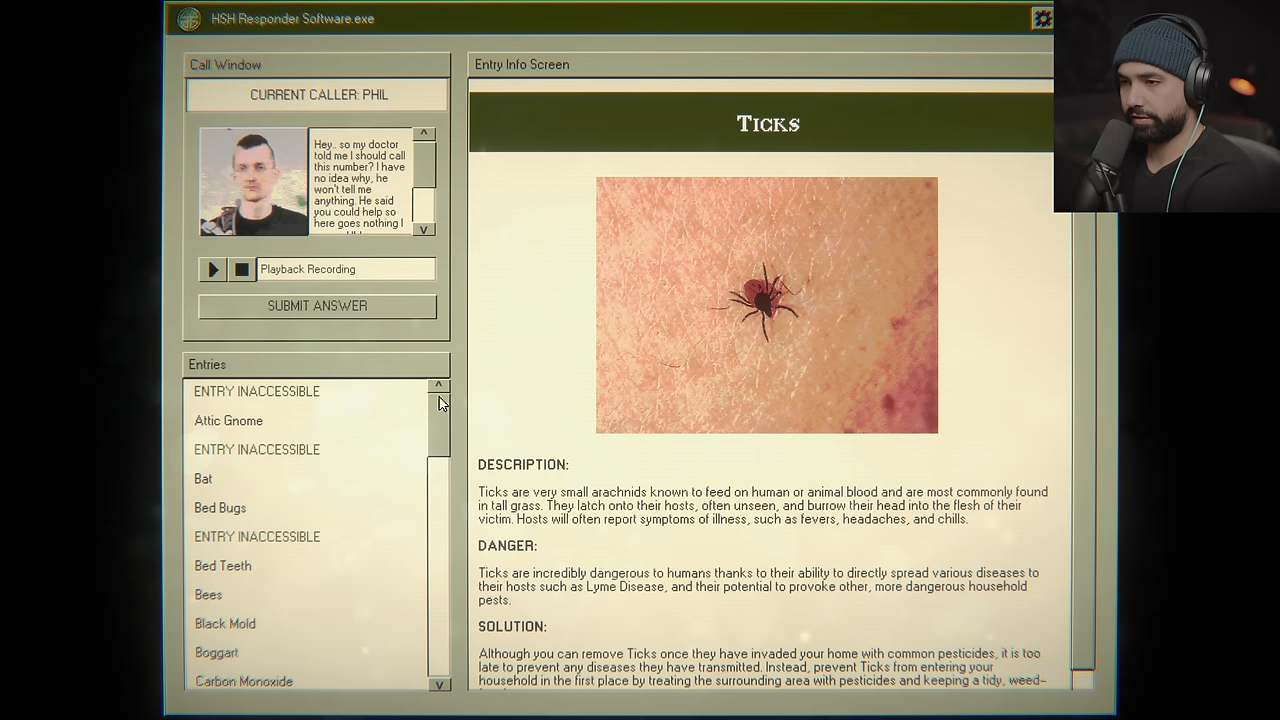 HSH Responder Software.exe
Call Window
CURRENT CALLER: PHIL
Hey.. so my doctor
told me I should call
this number? I have
no idea why, he
won't tell me
anything. He said
you could help so
here goes nothing I
Playback Recording
SUBMIT ANSWER
Entries
ENTRY INACCESSIBLE
Attic Gnome
ENTRY INACCESSIBLE
Bat
Bed Bugs
ENTRY INACCESSIBLE
Bed Teeth
Bees
Black Mold
Boggart
Carbon Monoxide
Entry Info Screen
Ticks
DESCRIPTION:
Ticks are very small arachnids known to feed on human or animal blood and are most commonly found
in tall grass. They latch onto their hosts, often unseen, and burrow their head into the flesh of their
victim. Hosts will often report symptoms of illness, such as fevers, headaches, and chills.
DANGER:
Ticks are incredibly dangerous to humans thanks to their ability to directly spread various diseases to
their hosts such as Lyme Disease, and their potential to provoke other, more dangerous household
pests.
SOLUTION:
Although you can remove Ticks once they have invaded your home with common pesticides, it is too
late to prevent any diseases they have transmitted. Instead, prevent Ticks from entering your
household in the first place by treating the surrounding area with pesticides and keeping a tidy, weed-